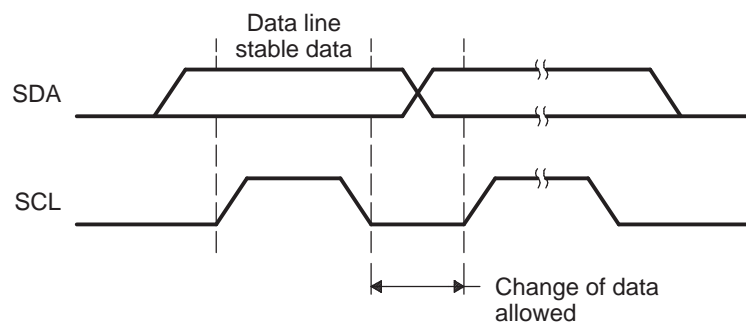 Data line
stable data
SDA
SCL
Change of data
allowed